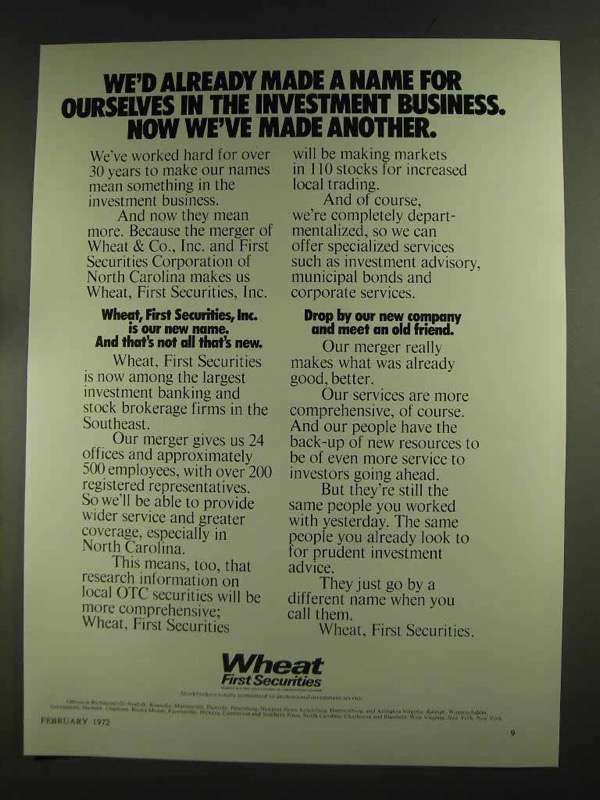 WE'D ALREADY MADE A NAME FOR
OURSELVES IN THE INVESTMENT BUSINESS.
NOW WE'VE MADE ANOTHER.
We've worked hard for over
30 years to make our names
mean something in the
investment business.
And now they mean
more. Because the merger of
Wheat & Co., Inc. and First
Securities Corporation of
North Carolina makes us
Wheat, First Securities, Inc.
Wheat, First Securities, Inc.
is our new name.
And that's not all that's new.
Wheat, First Securities
is now among the largest
investment banking and
stock brokerage firms in the
Southeast.
Our merger gives us 24
offices and approximately
500 employees, with over 200
registered representatives.
So we'll be able to provide
wider service and greater
coverage, especially in
North Carolina.
This means, too, that
research information on
local OTC securities will be
more comprehensive;
Wheat, First Securities
will be making markets
in 110 stocks for increased
local trading.
And of course,
we're completely depart-
mentalized, so we can
offer specialized services
such as investment advisory,
municipal bonds and
corporate services.
Drop by our new company
and meet an old friend.
Our merger really
makes what was already
good, better.
Our services are more
comprehensive, of course.
And our people have the
back-up of new resources to
be of even more service to
investors going ahead.
But they're still the
same people you worked
with yesterday. The same
people you already look to
for prudent investment
advice.
They just go by a
different name when you
call them.
Wheat, First Securities.
Wheat
First Securities
FEBRUARY 1972
9